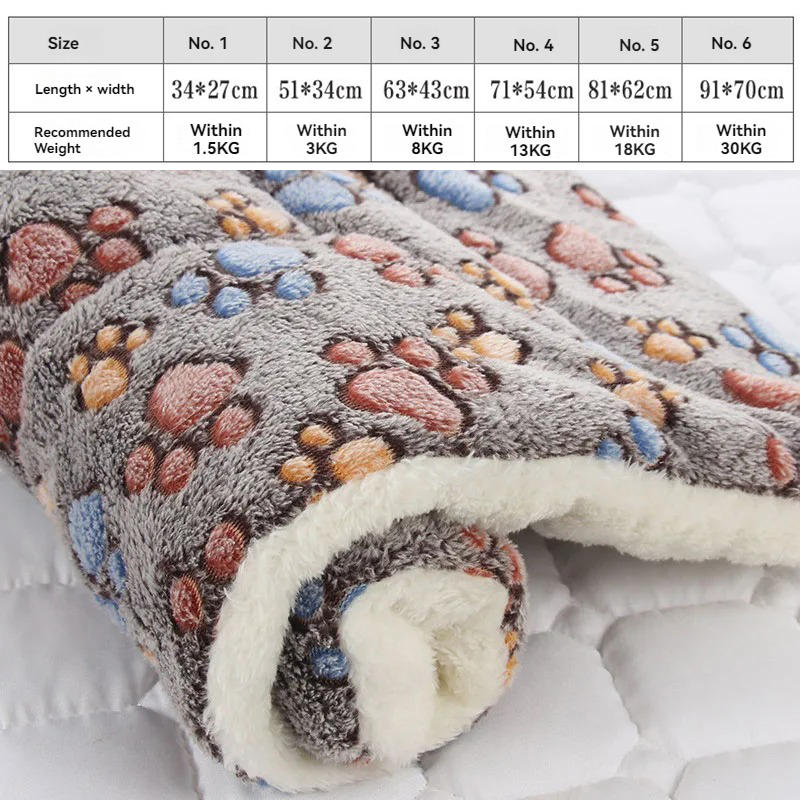 Size No. 1 No. 2 No. 3 No. 4 No. 5 No. 6
Length × width 34*27cm 51*34cm 63*43cm 71*54cm 81*62cm 91*70cm
Recommended Within Within Within Within Within Within
Weight 1.5KG 3KG 8KG 13KG 18KG 30KG